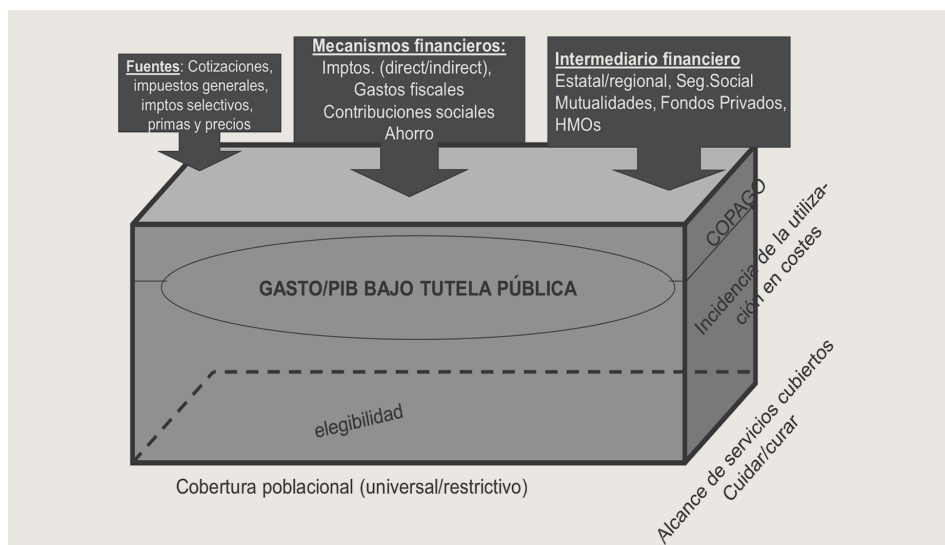 Fuentes: Cotizaciones,
impuestos generales,
imptos selectivos,
primas y precios
Mecanismos financieros:
Imptos. (direct/indirect),
Gastos fiscales
Contribuciones sociales
Ahorro
Intermediario financiero
Estatal/regional, Seg.Social
Mutualidades, Fondos Privados,
HMOs
COPAGO
Incidencia de la utiliza-
ción en costes
GASTO/PIB BAJO TUTELA PÚBLICA
elegibilidad
Cobertura poblacional (universal/restrictivo)
Alcance de servicios cubiertos
Cuidar/curar